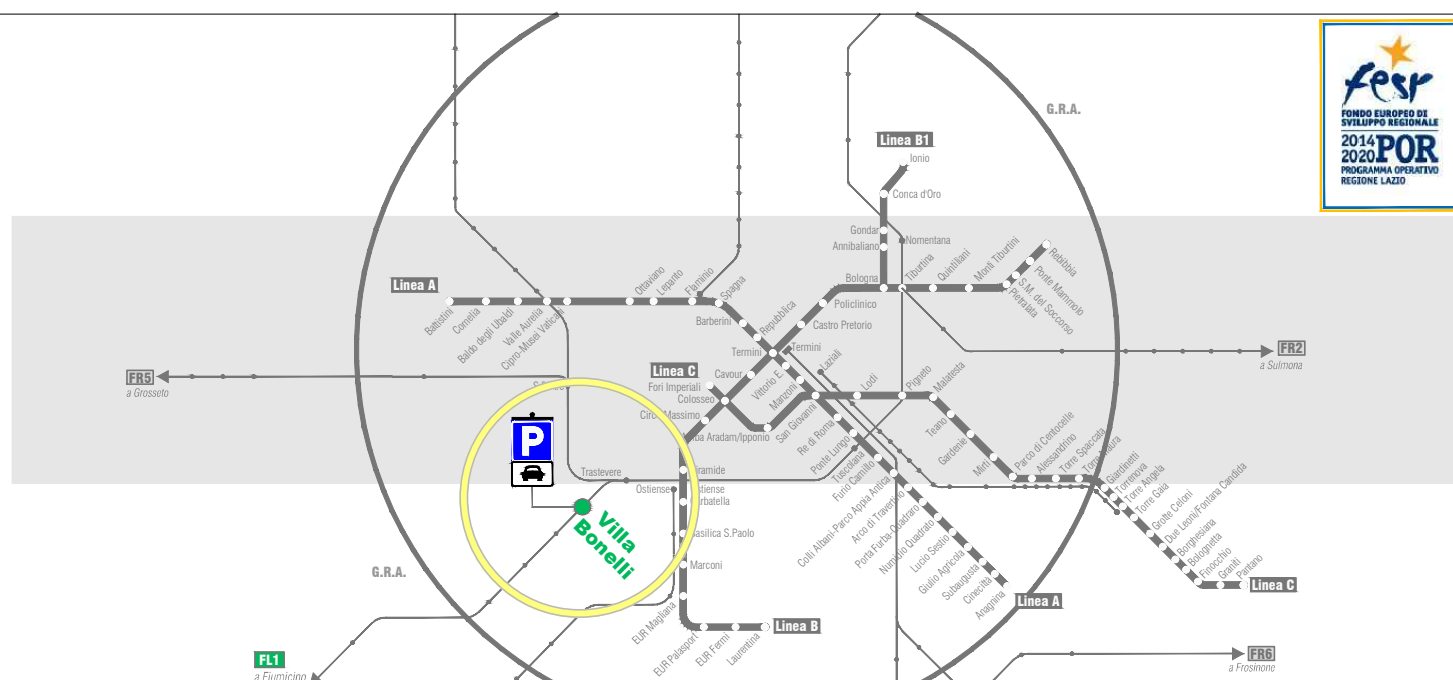 G.R.A.
fesr
FONDO EUROPEO DI
SVILUPPO REGIONALE
2014
2020
POR
PROGRAMMA OPERATIVO
REGIONE LAZIO
Linea B1
Ionio
Conca d'Oro
Gondar
Annibaliano
Nomentana
Bologna
Tiburtina
Quintiliani
Monti Tiburtini
Rebibbia
Ponte Mammolo
S.M. del Soccorso
Pietralata
Linea A
Battistini
Cornelia
Baldo degli Ubaldi
Valle Aurelia
Cipro-Musei Vaticani
Ottaviano
Lepanto
Flaminio
Spagna
Barberini
Repubblica
Policlinico
Castro Pretorio
Termini
Termini
Laziali
FR2
a Sulmona
FR5
a Grosseto
Linea C
Fori Imperiali
Colosseo
Cavour
Vittorio E.
Manzoni
San Giovanni
Lodi
Pigneto
Malatesta
Massimo
Aradam/Ipponio
Re di Roma
Ponte Lungo
Tuscolana
Furio Camillo
Colli Albani-Parco Appia Antica
Arco di Travertino
Porta Furba-Quadraro
Numidio Quadrato
Lucio Sestio
Giulio Agricola
Subaugusta
Cinecittà
Anagnina
Linea A
Teano
Gardenie
Mirti
Parco di Centocelle
Alessandrino
Torre Spaccata
Torre Maura
Giardinetti
Torrenova
Torre Angela
Torre Gaia
Grotte Celoni
Due Leoni/Fontana Candida
Borghesiana
Bolognetta
Finocchio
Graniti
Pantano
Linea C
P
Trastevere
Ostiense
Villa
Bonelli
S.Paolo
Marconi
EUR Magliana
EUR Palasport
EUR Fermi
Laurentina
Linea B
G.R.A.
FL1
a Fiumicino
FR6
a Frosinone